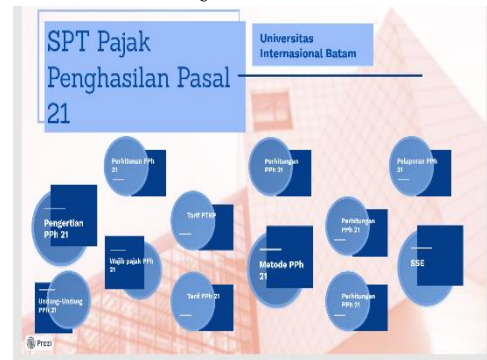 SPT Pajak
Penghasilan Pasal
21
Universitas
Internasional Batam
Perhitunan PPh
21
Perhitungan
PPh 21
Pelaporan PPh
21
Pengertian
PPh 21
Tarif PTKP
Perhitungan
PPh 21
Wajib pajak PPh
21
Metode PPh
21
SSE
Undang-Undang
PPh 21
Tarif PPh 21
Perhitungan
PPh 21
Prezi